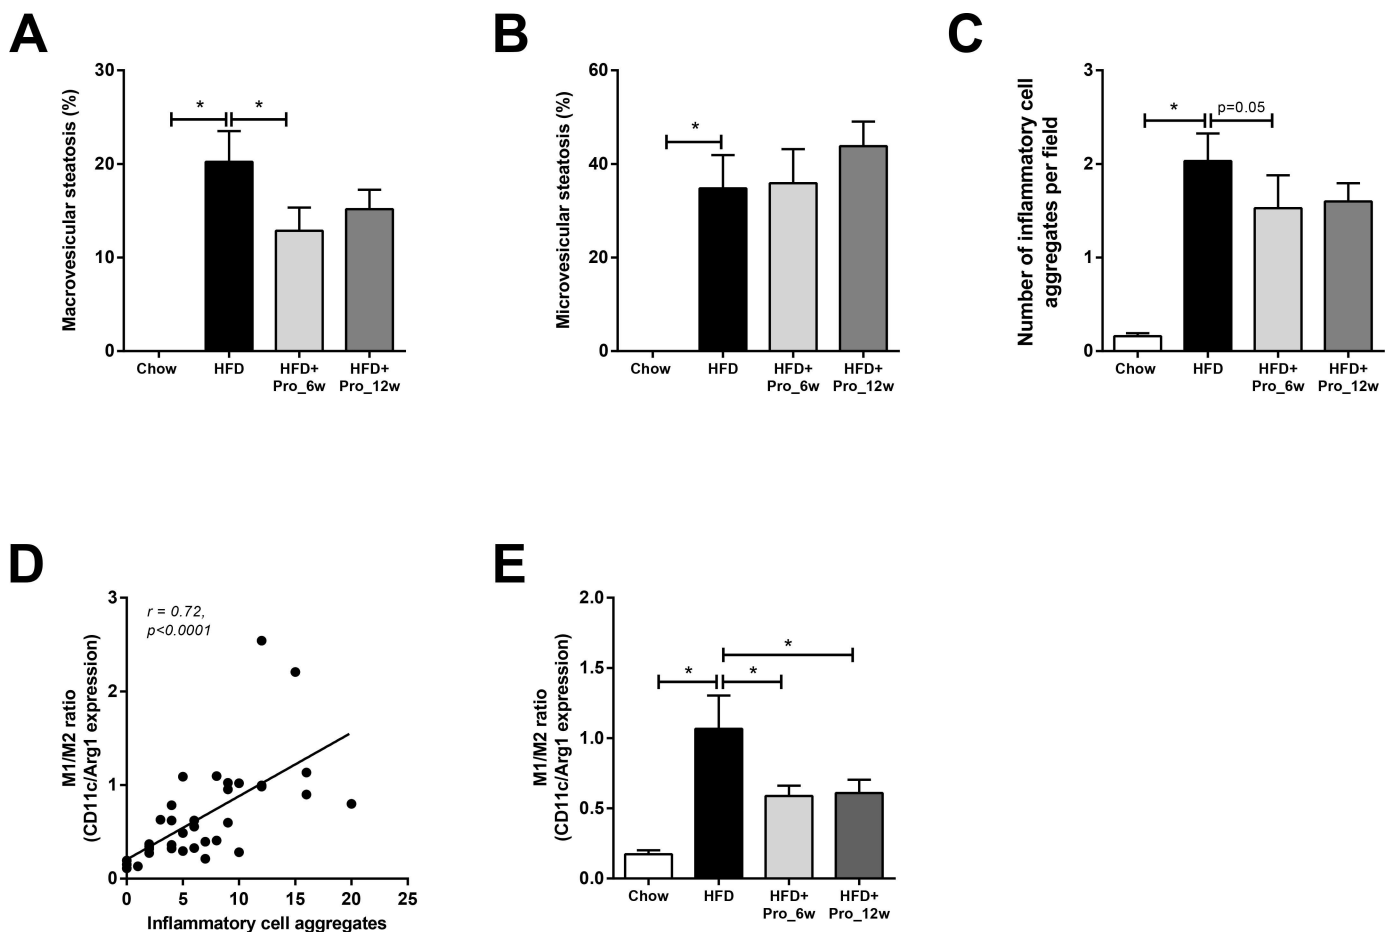 A
B
C
Macrovesicular steatosis (%)
30
20
10
0
*
*
Chow
HFD
HFD+
Pro_6w
HFD+
Pro_12w
Microvesicular steatosis (%)
60
40
20
0
*
Chow
HFD
HFD+
Pro_6w
HFD+
Pro_12w
Number of inflammatory cell
aggregates per field
3
2
1
0
*
p=0.05
Chow
HFD
HFD+
Pro_6w
HFD+
Pro_12w
D
E
M1/M2 ratio
(CD11c/Arg1 expression)
3
2
1
0
r = 0.72,
p<0.0001
0
5
10
15
20
25
Inflammatory cell aggregates
M1/M2 ratio
(CD11c/Arg1 expression)
2.0
1.5
1.0
0.5
0.0
*
*
*
Chow
HFD
HFD+
Pro_6w
HFD+
Pro_12w